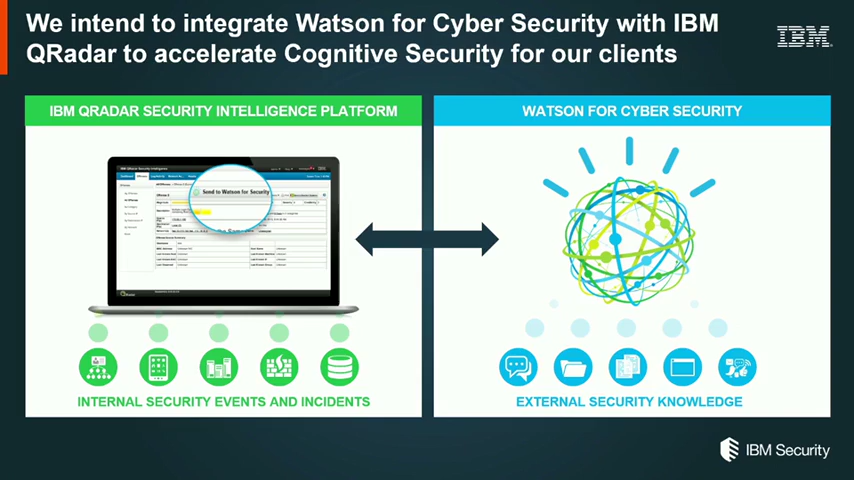 We intend to integrate Watson for Cyber Security with IBM
QRadar to accelerate Cognitive Security for our clients
IBM
IBM QRADAR SECURITY INTELLIGENCE PLATFORM
WATSON FOR CYBER SECURITY
Send to Watson for Security
QRadar
INTERNAL SECURITY EVENTS AND INCIDENTS
EXTERNAL SECURITY KNOWLEDGE
IBM Security